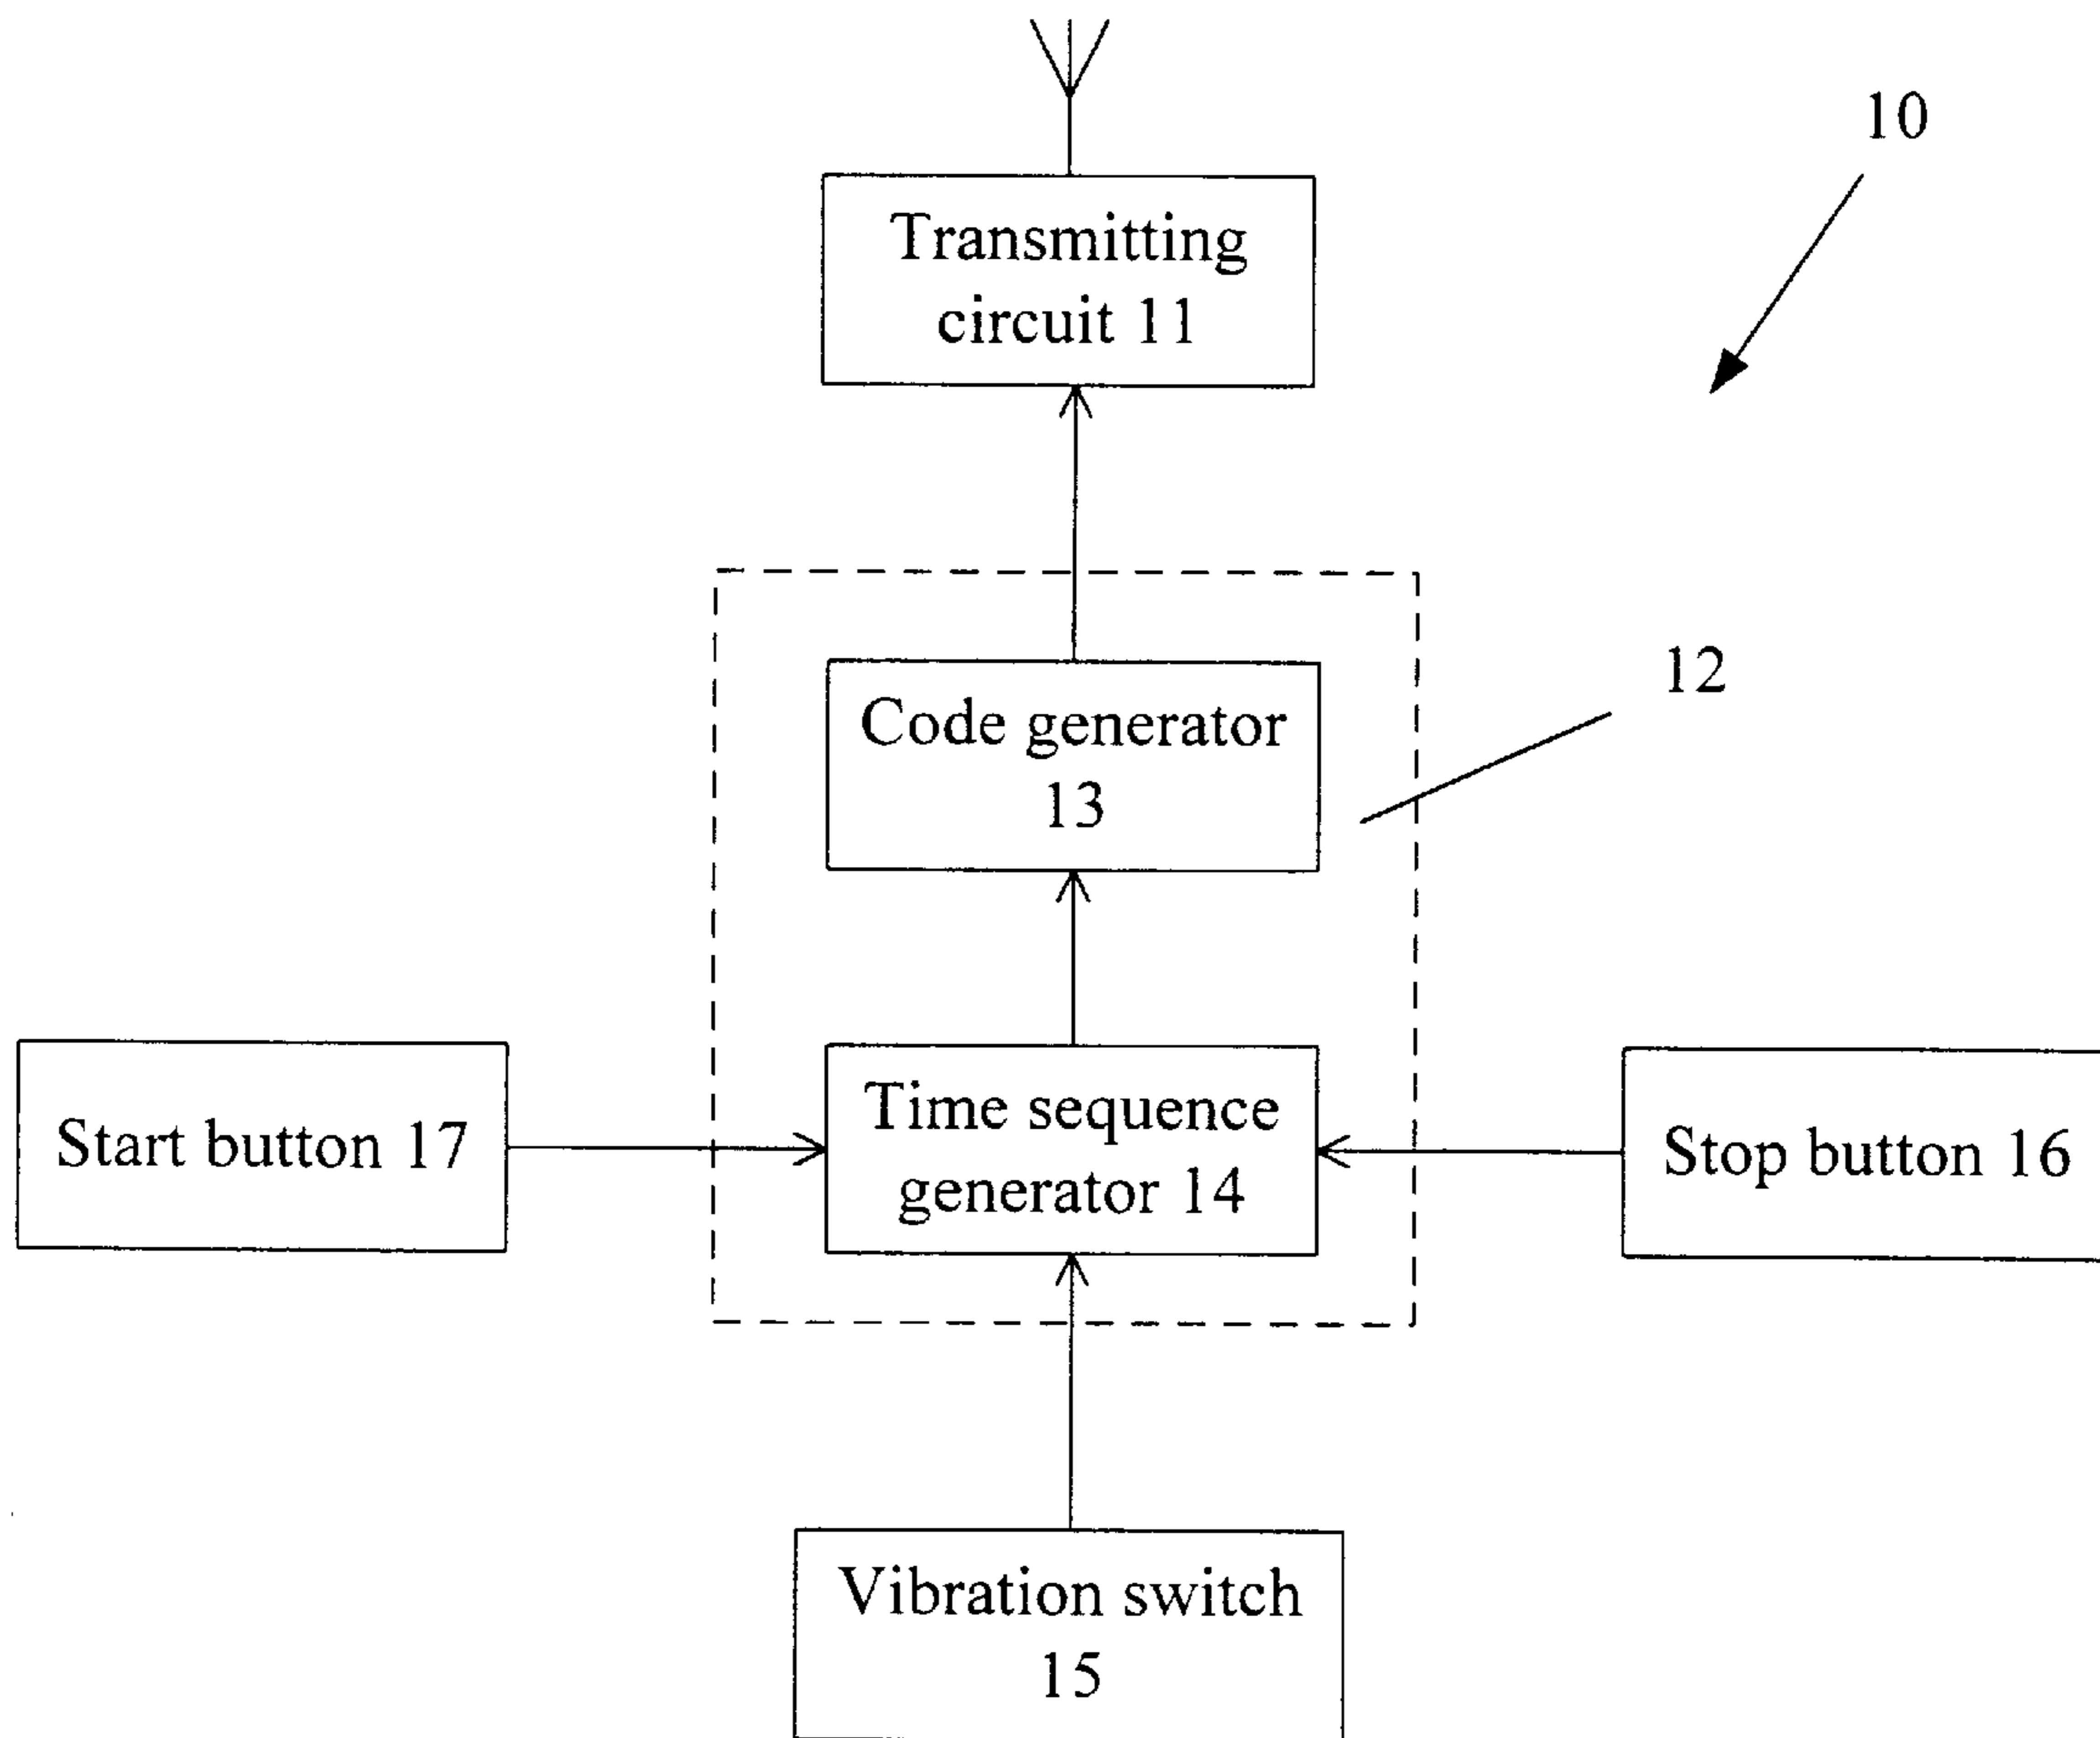 10
Transmitting
circuit 11
12
Code generator
13
Start button 17
Time sequence
generator 14
Stop button 16
Vibration switch
15